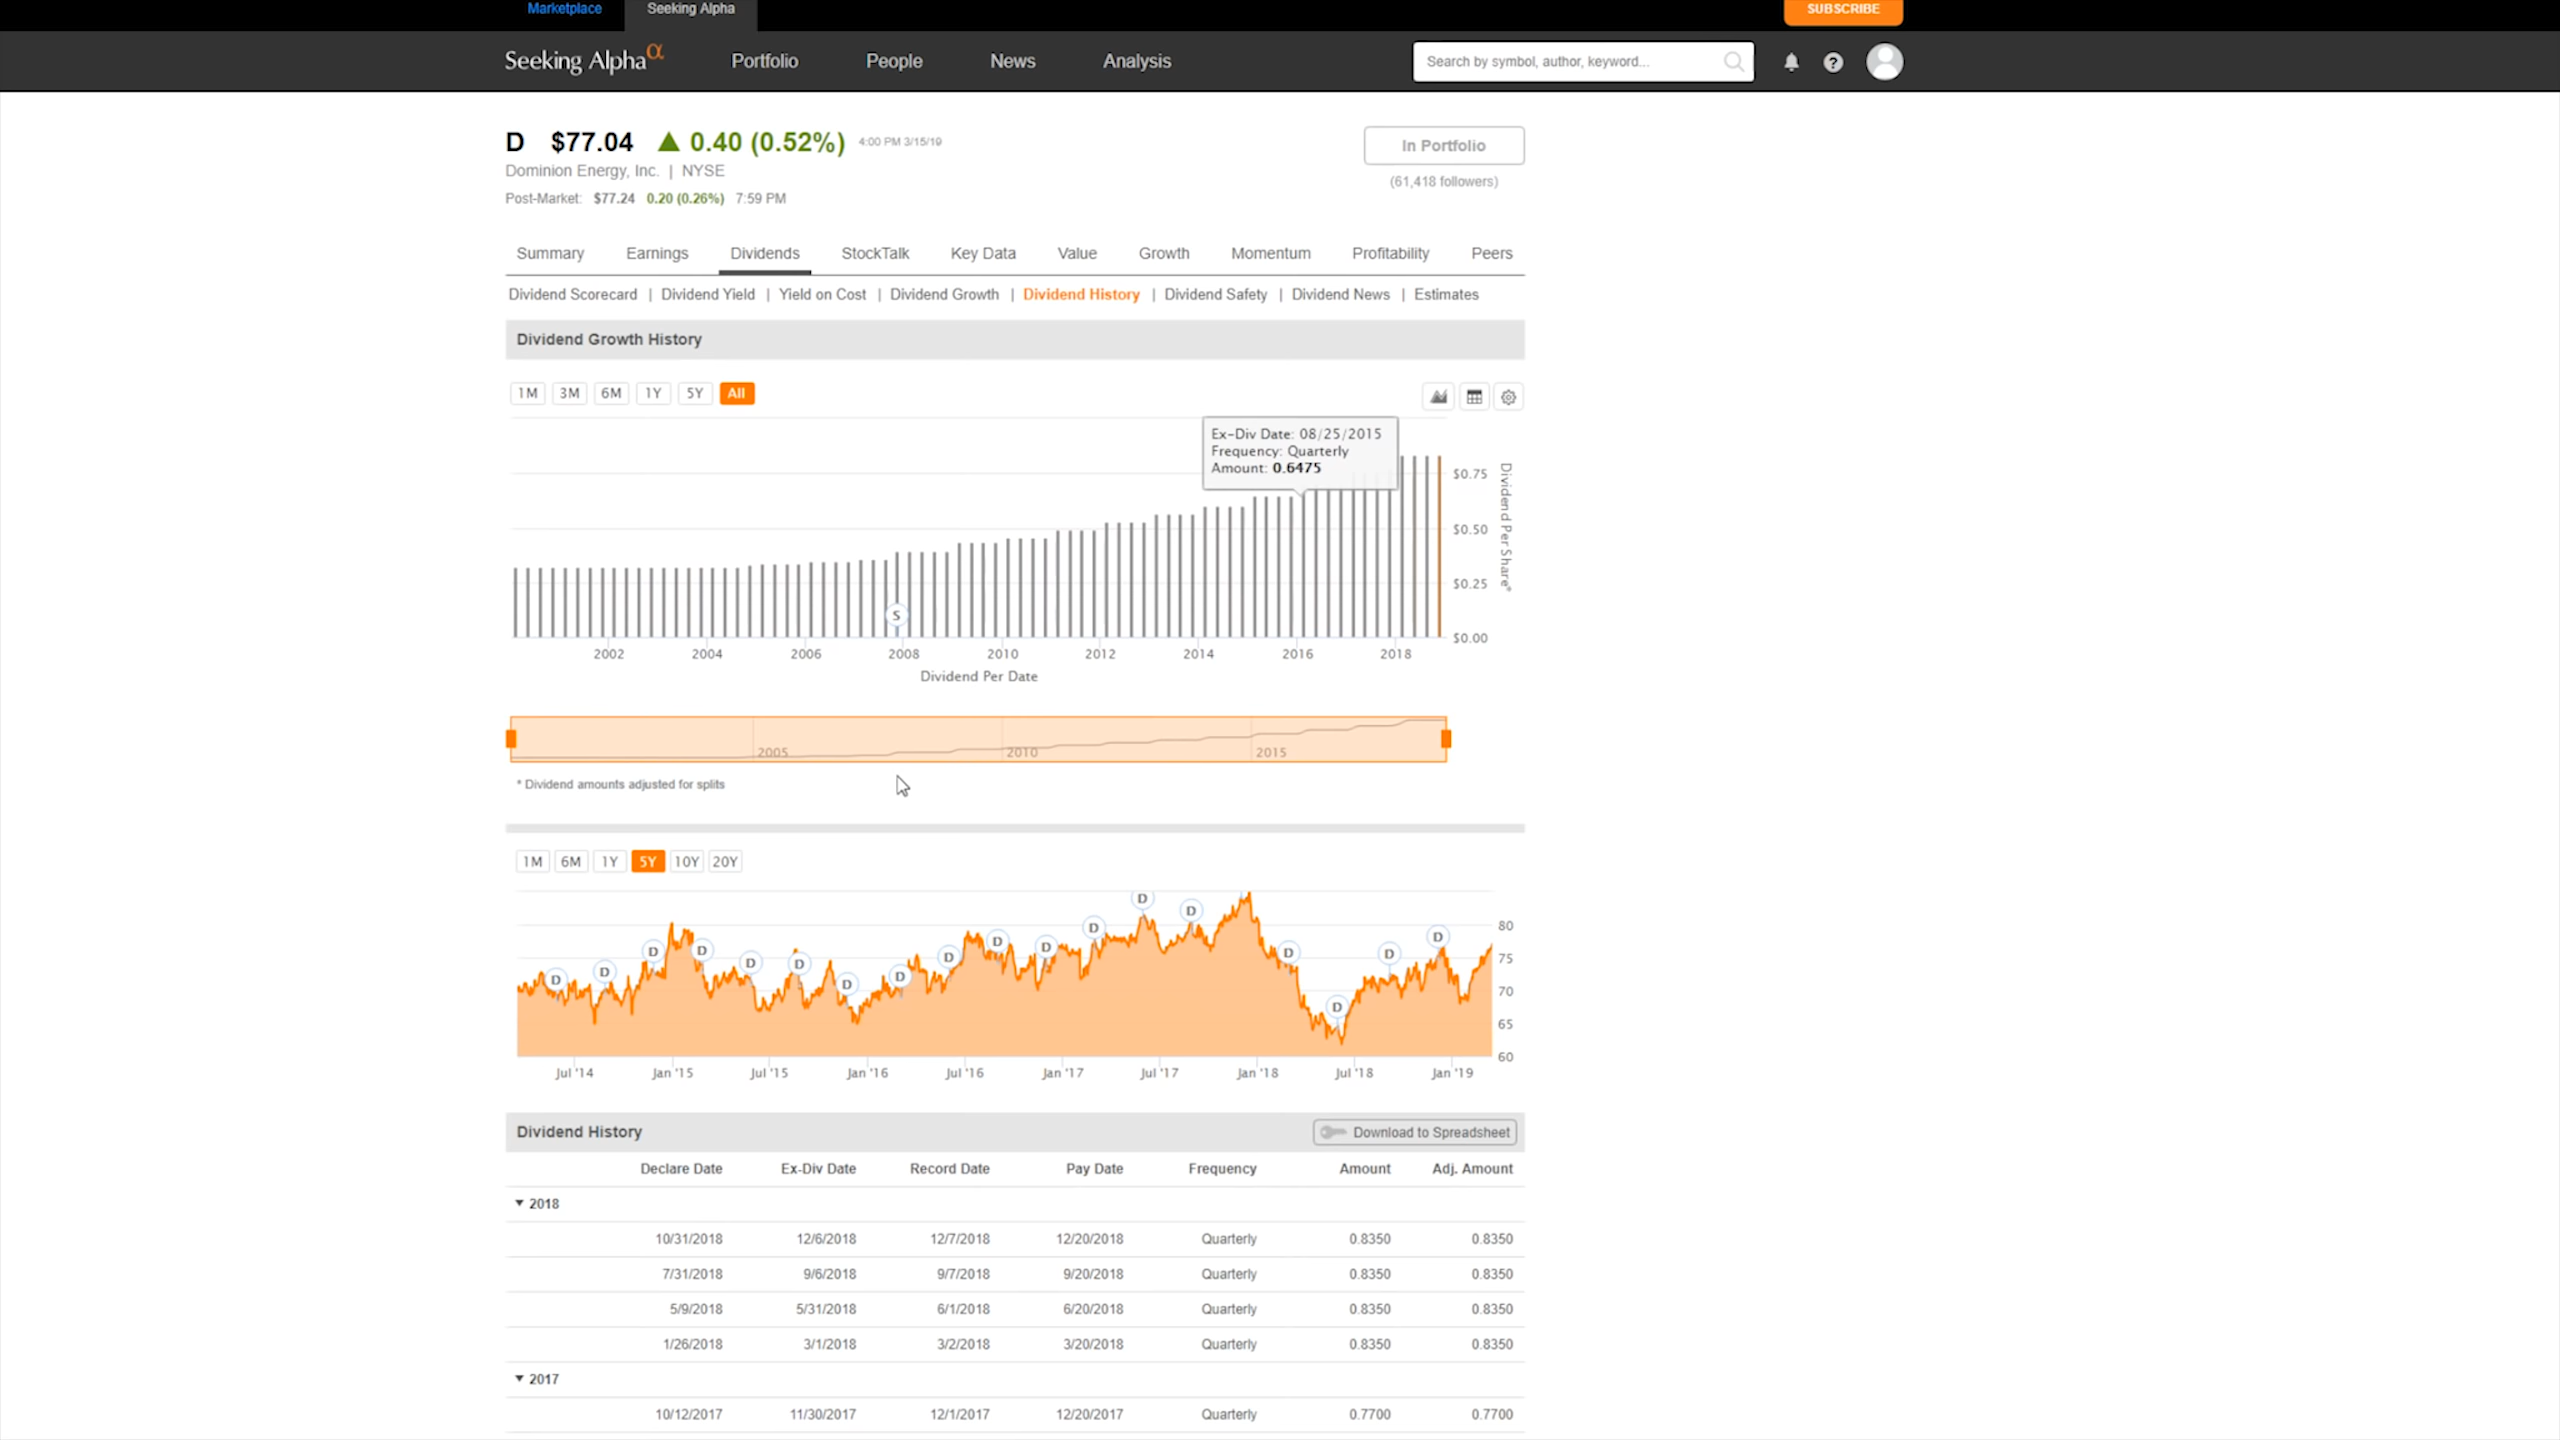 Marketplace
Seeking Alpha
SUBSCRIBE
Seeking Alpha α
Portfolio
People
News
Analysis
Search by symbol, author, keyword...
?
D $77.04 ▲ 0.40 (0.52%) 4:00 PM 3/15/19
In Portfolio
Dominion Energy, Inc. | NYSE
(61,418 followers)
Post-Market: $77.24 0.20 (0.26%) 7:59 PM
Summary Earnings Dividends StockTalk Key Data Value Growth Momentum Profitability Peers
Dividend Scorecard | Dividend Yield | Yield on Cost | Dividend Growth | Dividend History | Dividend Safety | Dividend News | Estimates
Dividend Growth History
1M 3M 6M 1Y 5Y All
Ex-Div Date: 08/25/2015
Frequency: Quarterly
Amount: 0.6475
$0.75
$0.50
$0.25
$0.00
Dividend Per Share*
S
2002 2004 2006 2008 2010 2012 2014 2016 2018
Dividend Per Date
2005 2010 2015
* Dividend amounts adjusted for splits
1M 6M 1Y 5Y 10Y 20Y
D D D D D D D D D D D D D D D D D D
80
75
70
65
60
Jul '14 Jan '15 Jul '15 Jan '16 Jul '16 Jan '17 Jul '17 Jan '18 Jul '18 Jan '19
Dividend History
Download to Spreadsheet
Declare Date Ex-Div Date Record Date Pay Date Frequency Amount Adj. Amount
▼ 2018
10/31/2018 12/6/2018 12/7/2018 12/20/2018 Quarterly 0.8350 0.8350
7/31/2018 9/6/2018 9/7/2018 9/20/2018 Quarterly 0.8350 0.8350
5/9/2018 5/31/2018 6/1/2018 6/20/2018 Quarterly 0.8350 0.8350
1/26/2018 3/1/2018 3/2/2018 3/20/2018 Quarterly 0.8350 0.8350
▼ 2017
10/12/2017 11/30/2017 12/1/2017 12/20/2017 Quarterly 0.7700 0.7700